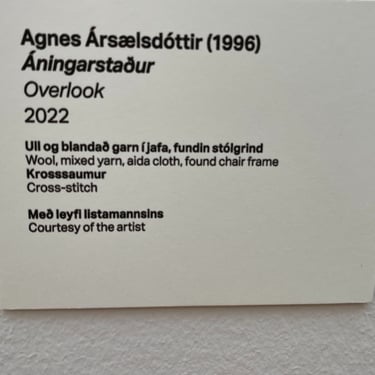 Agnes Ársælsdóttir (1996)
Áningarstaður
Overlook
2022
Ull og blandað garn í jafa, fundin stólgrind
Wool, mixed yarn, aida cloth, found chair frame
Krosssaumur
Cross-stitch
Með leyfi listamannsins
Courtesy of the artist